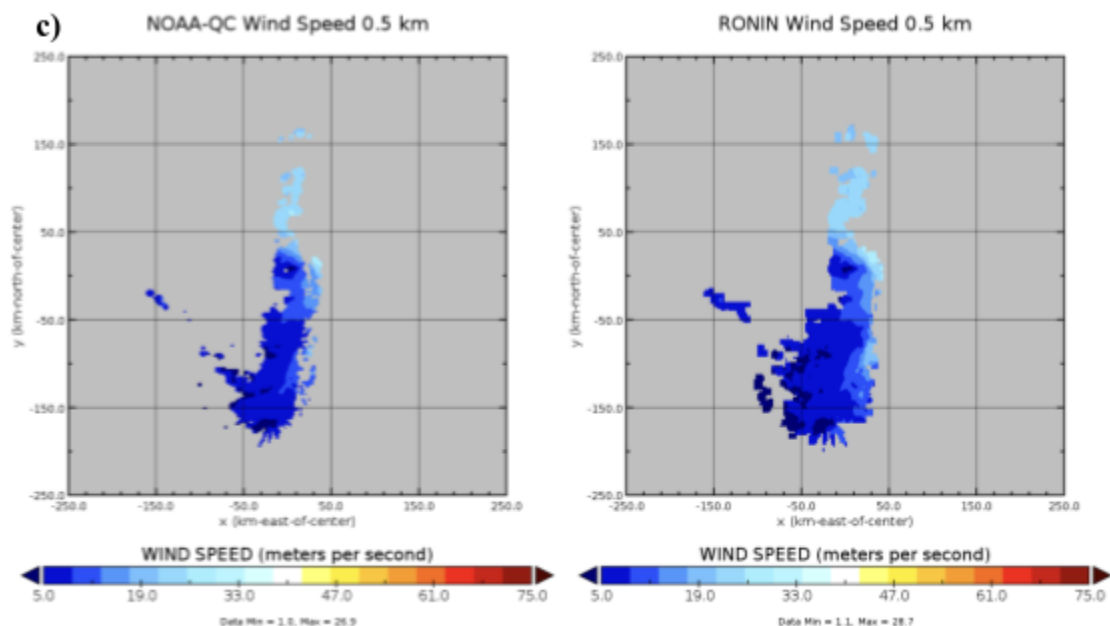 c)
NOAA-QC Wind Speed 0.5 km
250.0
150.0
50.0
-50.0
-150.0
-250.0
y (km-north-of-center)
-250.0 -150.0 -50.0 50.0 150.0 250.0
x (km-east-of-center)
WIND SPEED (meters per second)
5.0 19.0 33.0 47.0 61.0 75.0
Data Min = 1.0, Max = 26.9
RONIN Wind Speed 0.5 km
250.0
150.0
50.0
-50.0
-150.0
-250.0
y (km-north-of-center)
-250.0 -150.0 -50.0 50.0 150.0 250.0
x (km-east-of-center)
WIND SPEED (meters per second)
5.0 19.0 33.0 47.0 61.0 75.0
Data Min = 1.1, Max = 28.7